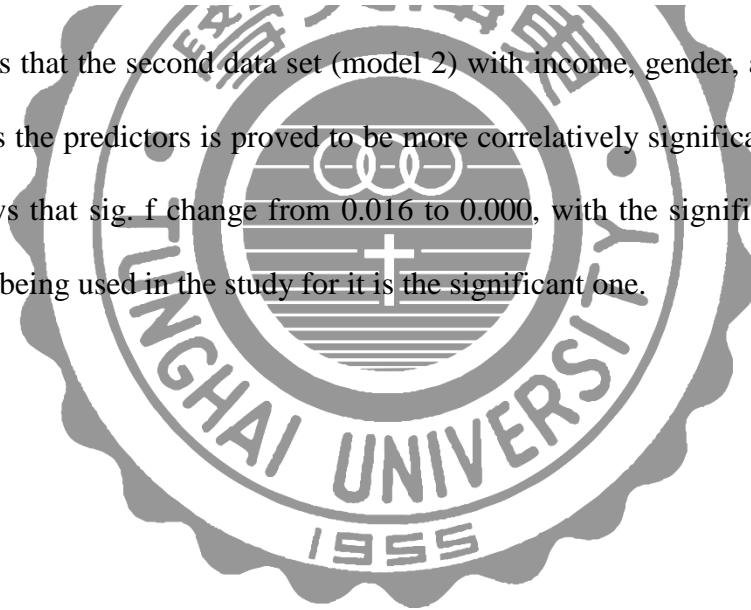 s that the second data set (model 2) with income, gender, a
s the predictors is proved to be more correlatively significa
ys that sig. f change from 0.016 to 0.000, with the signifi
being used in the study for it is the significant one.
TUNGHAI UNIVERSITY
1955